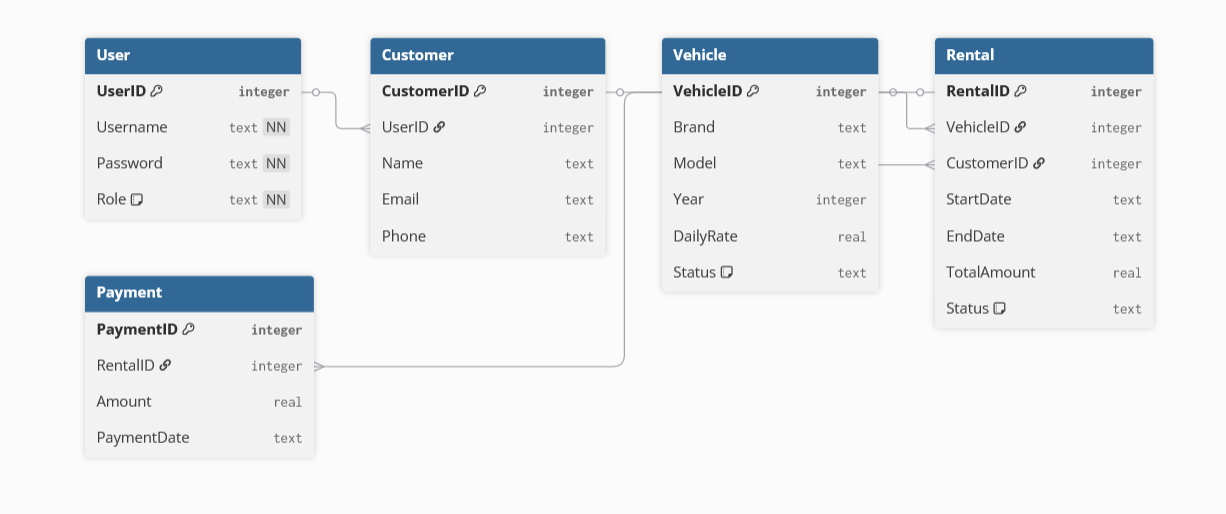 User
UserID integer
Username text NN
Password text NN
Role text NN
Customer
CustomerID integer
UserID integer
Name text
Email text
Phone text
Vehicle
VehicleID integer
Brand text
Model text
Year integer
DailyRate real
Status text
Rental
RentalID integer
VehicleID integer
CustomerID integer
StartDate text
EndDate text
TotalAmount real
Status text
Payment
PaymentID integer
RentalID integer
Amount real
PaymentDate text